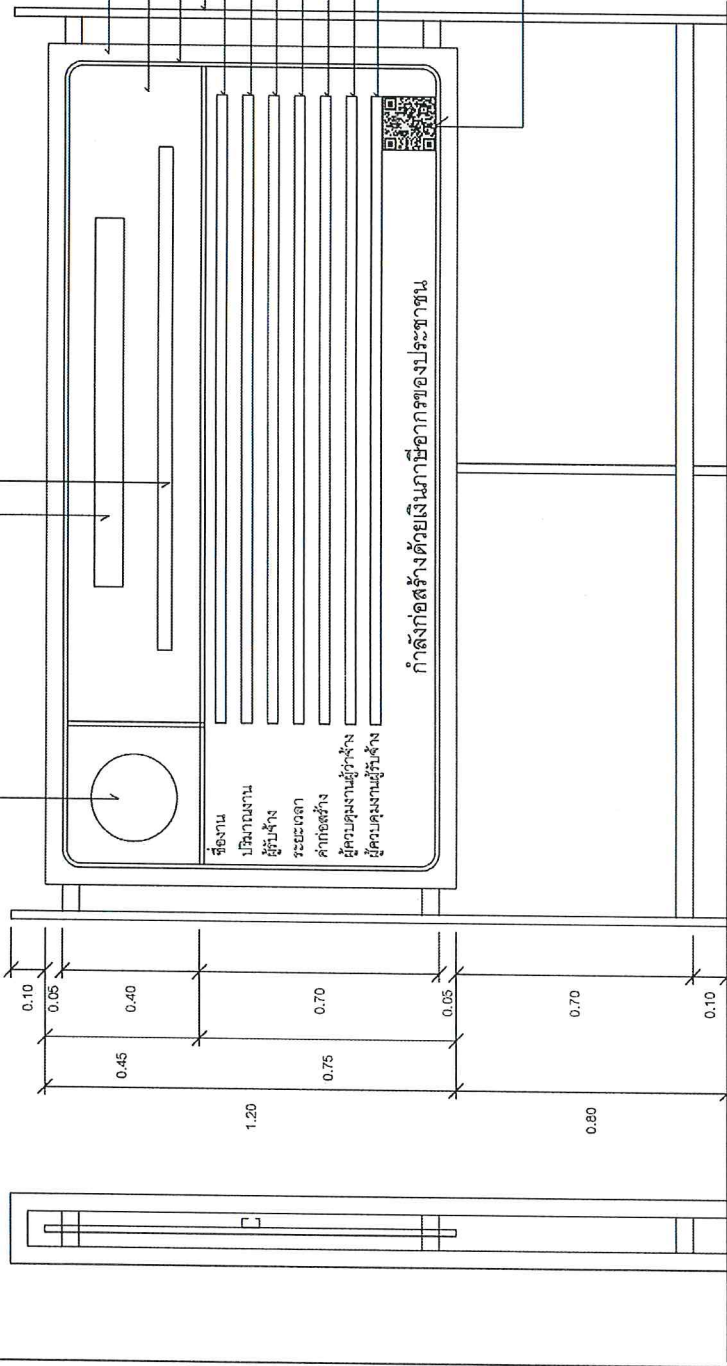 ชื่องาน
ปริมาณงาน
ผู้รับจ้าง
ระยะเวลา
ค่าก่อสร้าง
ผู้ควบคุมงานผู้ว่าจ้าง
ผู้ควบคุมงานผู้รับจ้าง
กำลังก่อสร้างด้วยเงินภาษีอากรของประชาชน
0.10
0.05
0.40
0.70
0.05
0.70
0.10
0.45
0.75
1.20
0.80